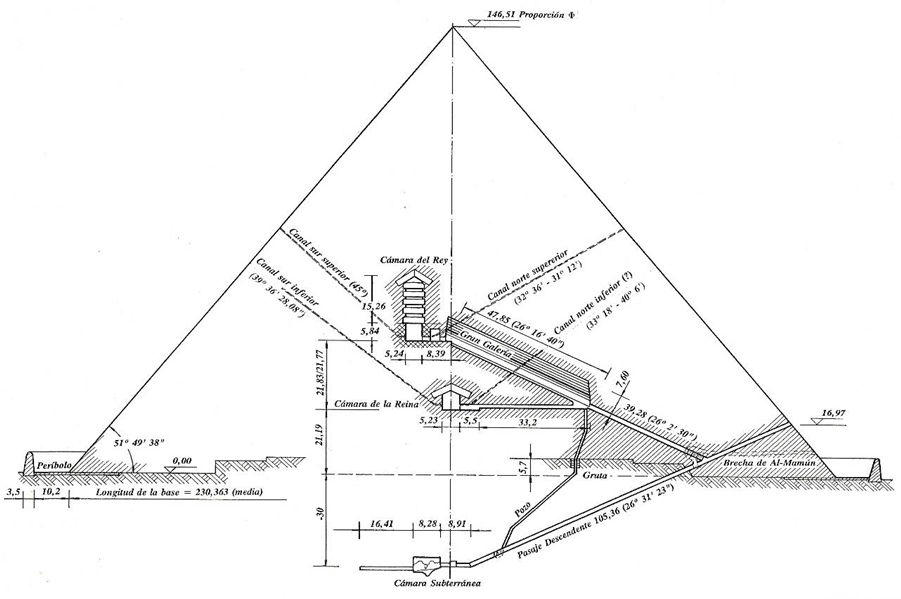 146,51 Proporción Φ
Canal sur superior (45°)
Canal sur inferior
(39° 36' 28,08")
Cámara del Rey
Canal norte supererior
(32° 36' - 31° 12')
Canal norte inferior (?)
(33° 18' - 40° 6')
47,85 (26° 16' 40")
Gran Galería
15,26
5,84
5,24
8,39
21,83/21,77
7,60
39,28 (26° 2' 30")
16,97
Cámara de la Reina
5,23
5,5
33,2
21,19
51° 49' 38"
0,00
Períbolo
5,7
Gruta
Brecha de Al-Mamún
3,5
10,2
Longitud de la base = 230,363 (media)
-30
Pozo
Pasaje Descendente 105,36 (26° 31' 23")
16,41
8,28
8,91
Cámara Subterránea